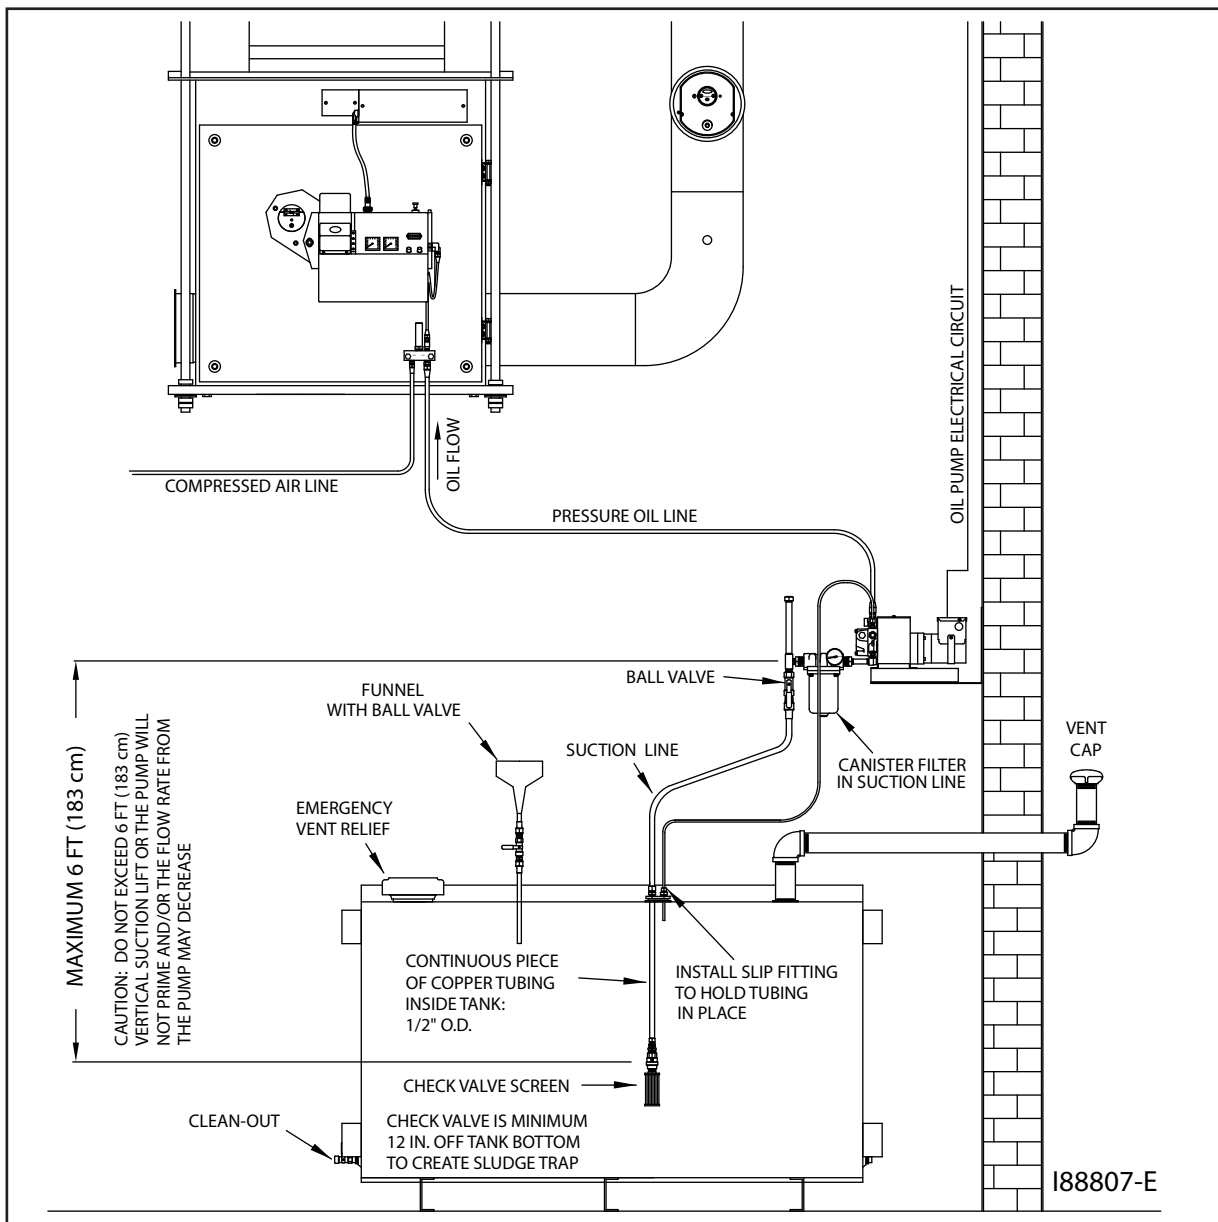 OIL PUMP ELECTRICAL CIRCUIT
OIL FLOW
COMPRESSED AIR LINE
PRESSURE OIL LINE
BALL VALVE
FUNNEL
WITH BALL VALVE
SUCTION LINE
CANISTER FILTER
IN SUCTION LINE
VENT
CAP
EMERGENCY
VENT RELIEF
MAXIMUM 6 FT (183 cm)
CAUTION: DO NOT EXCEED 6 FT (183 cm)
VERTICAL SUCTION LIFT OR THE PUMP WILL
NOT PRIME AND/OR THE FLOW RATE FROM
THE PUMP MAY DECREASE
CONTINUOUS PIECE
OF COPPER TUBING
INSIDE TANK:
1/2" O.D.
INSTALL SLIP FITTING
TO HOLD TUBING
IN PLACE
CHECK VALVE SCREEN
CLEAN-OUT
CHECK VALVE IS MINIMUM
12 IN. OFF TANK BOTTOM
TO CREATE SLUDGE TRAP
I88807-E